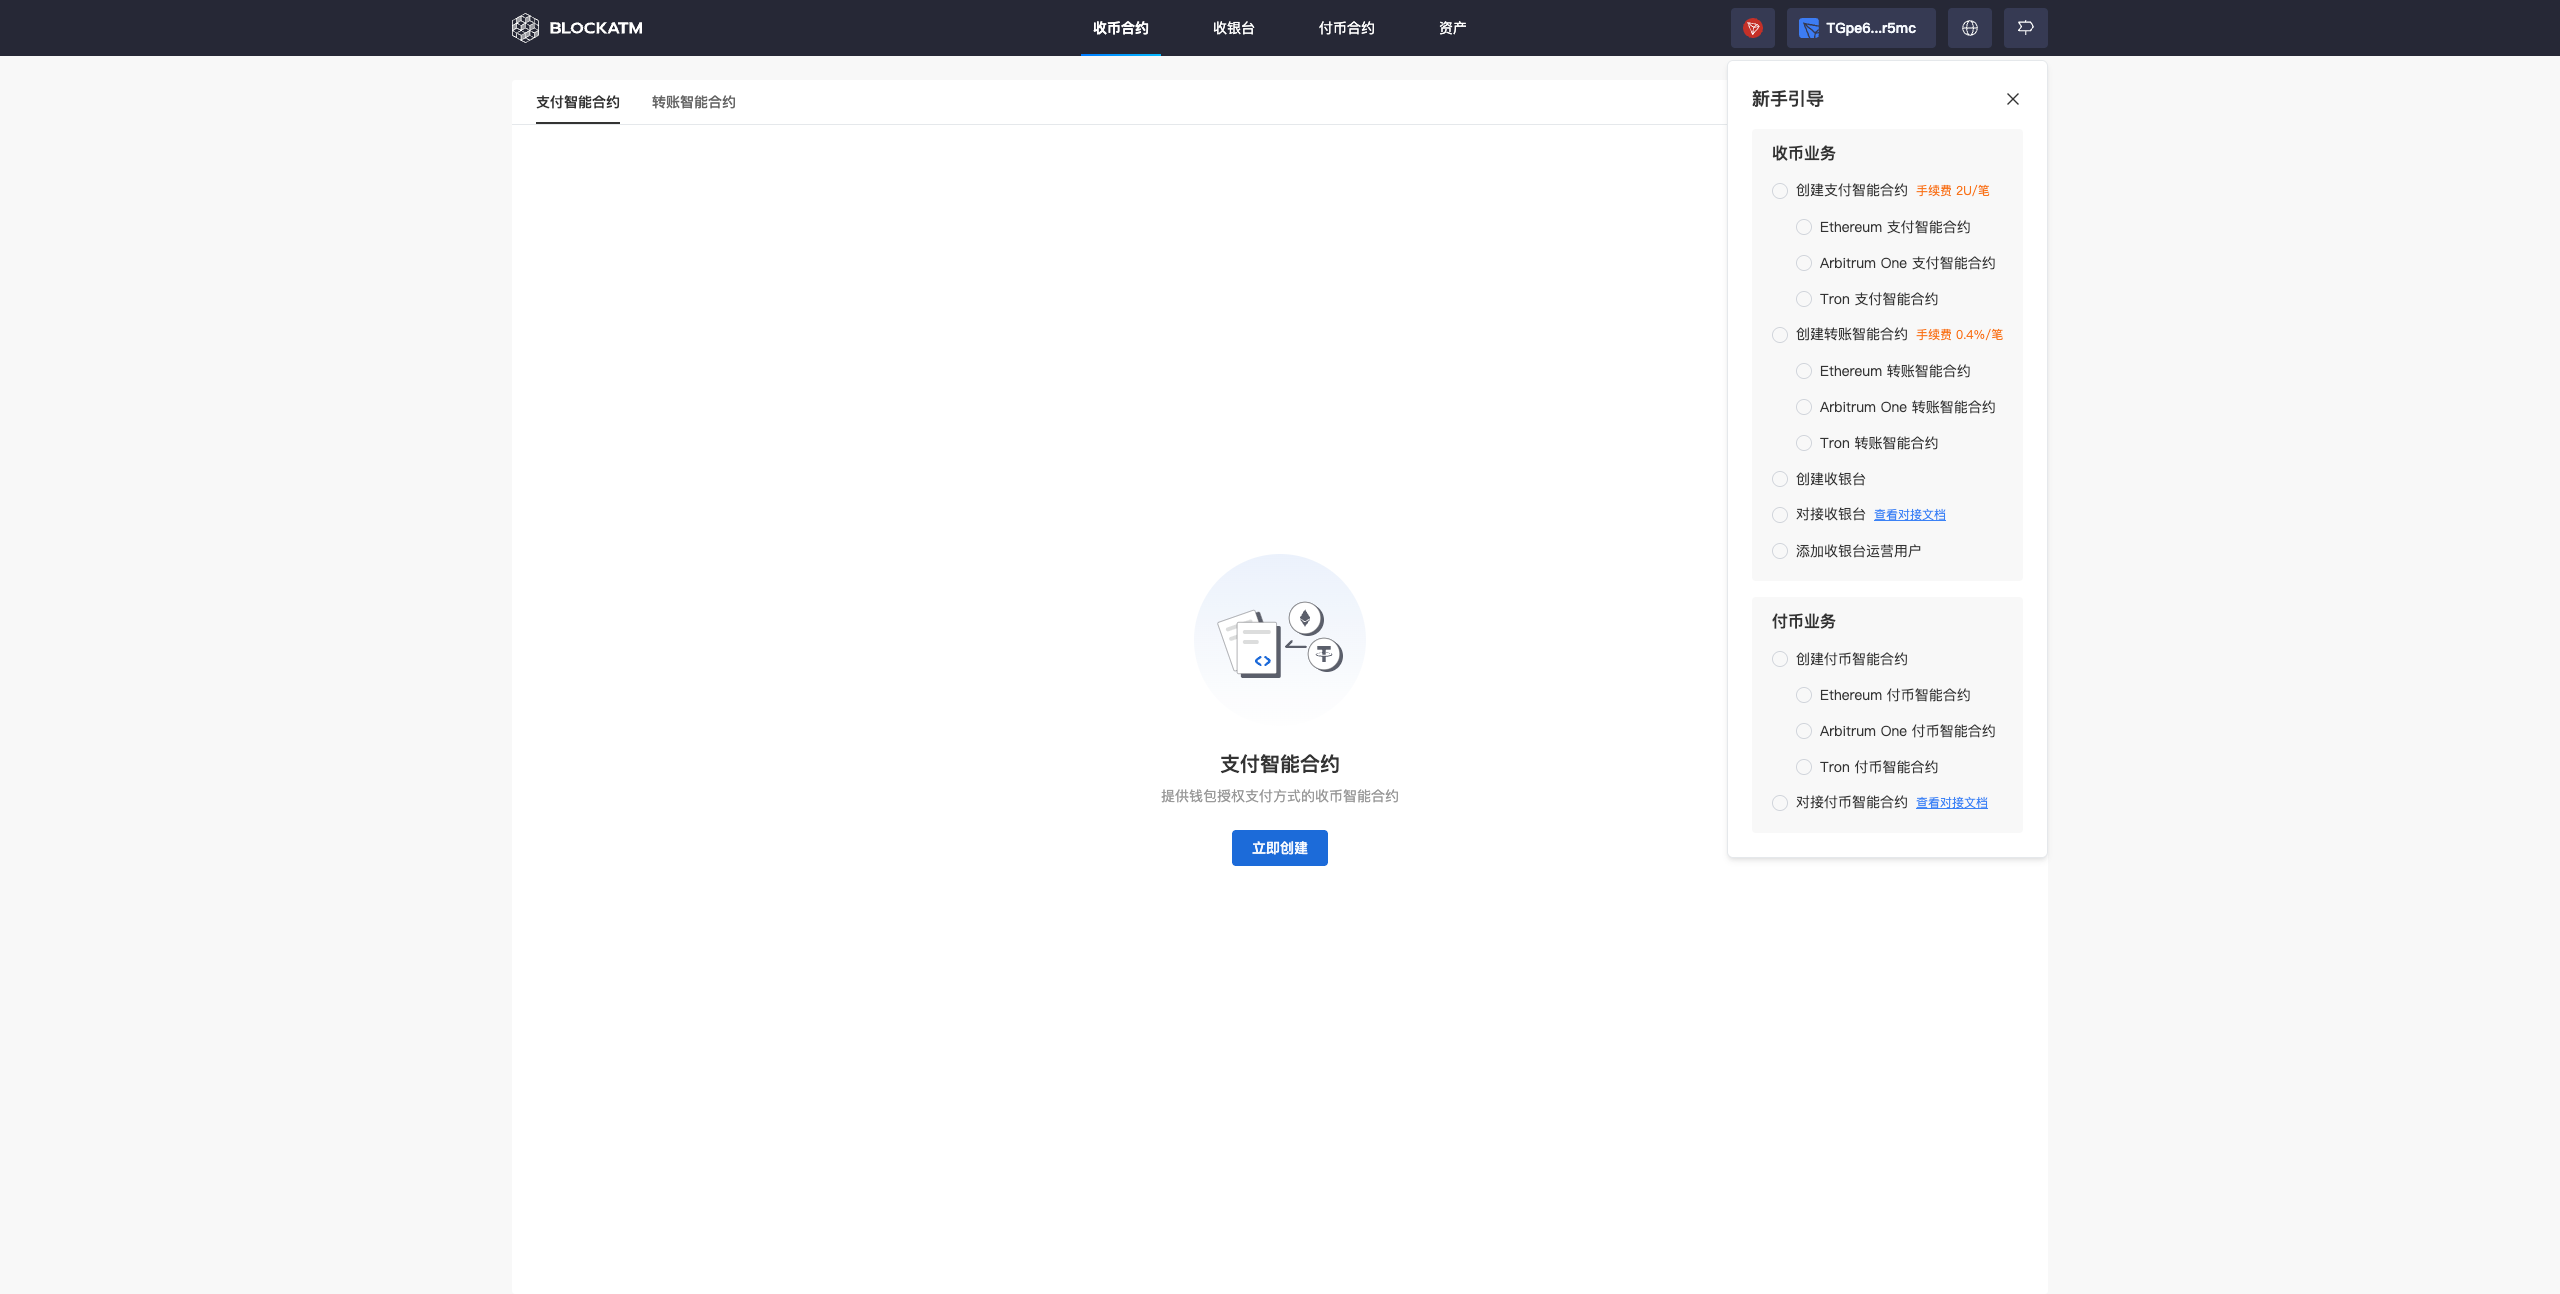 BLOCKATM
收币合约
收银台
付币合约
资产
TGpe6...r5mc
支付智能合约
转账智能合约
支付智能合约
提供钱包授权支付方式的收币智能合约
立即创建
新手引导
收币业务
创建支付智能合约 手续费 2U/笔
Ethereum 支付智能合约
Arbitrum One 支付智能合约
Tron 支付智能合约
创建转账智能合约 手续费 0.4%/笔
Ethereum 转账智能合约
Arbitrum One 转账智能合约
Tron 转账智能合约
创建收银台
对接收银台 查看对接文档
添加收银台运营用户
付币业务
创建付币智能合约
Ethereum 付币智能合约
Arbitrum One 付币智能合约
Tron 付币智能合约
对接付币智能合约 查看对接文档